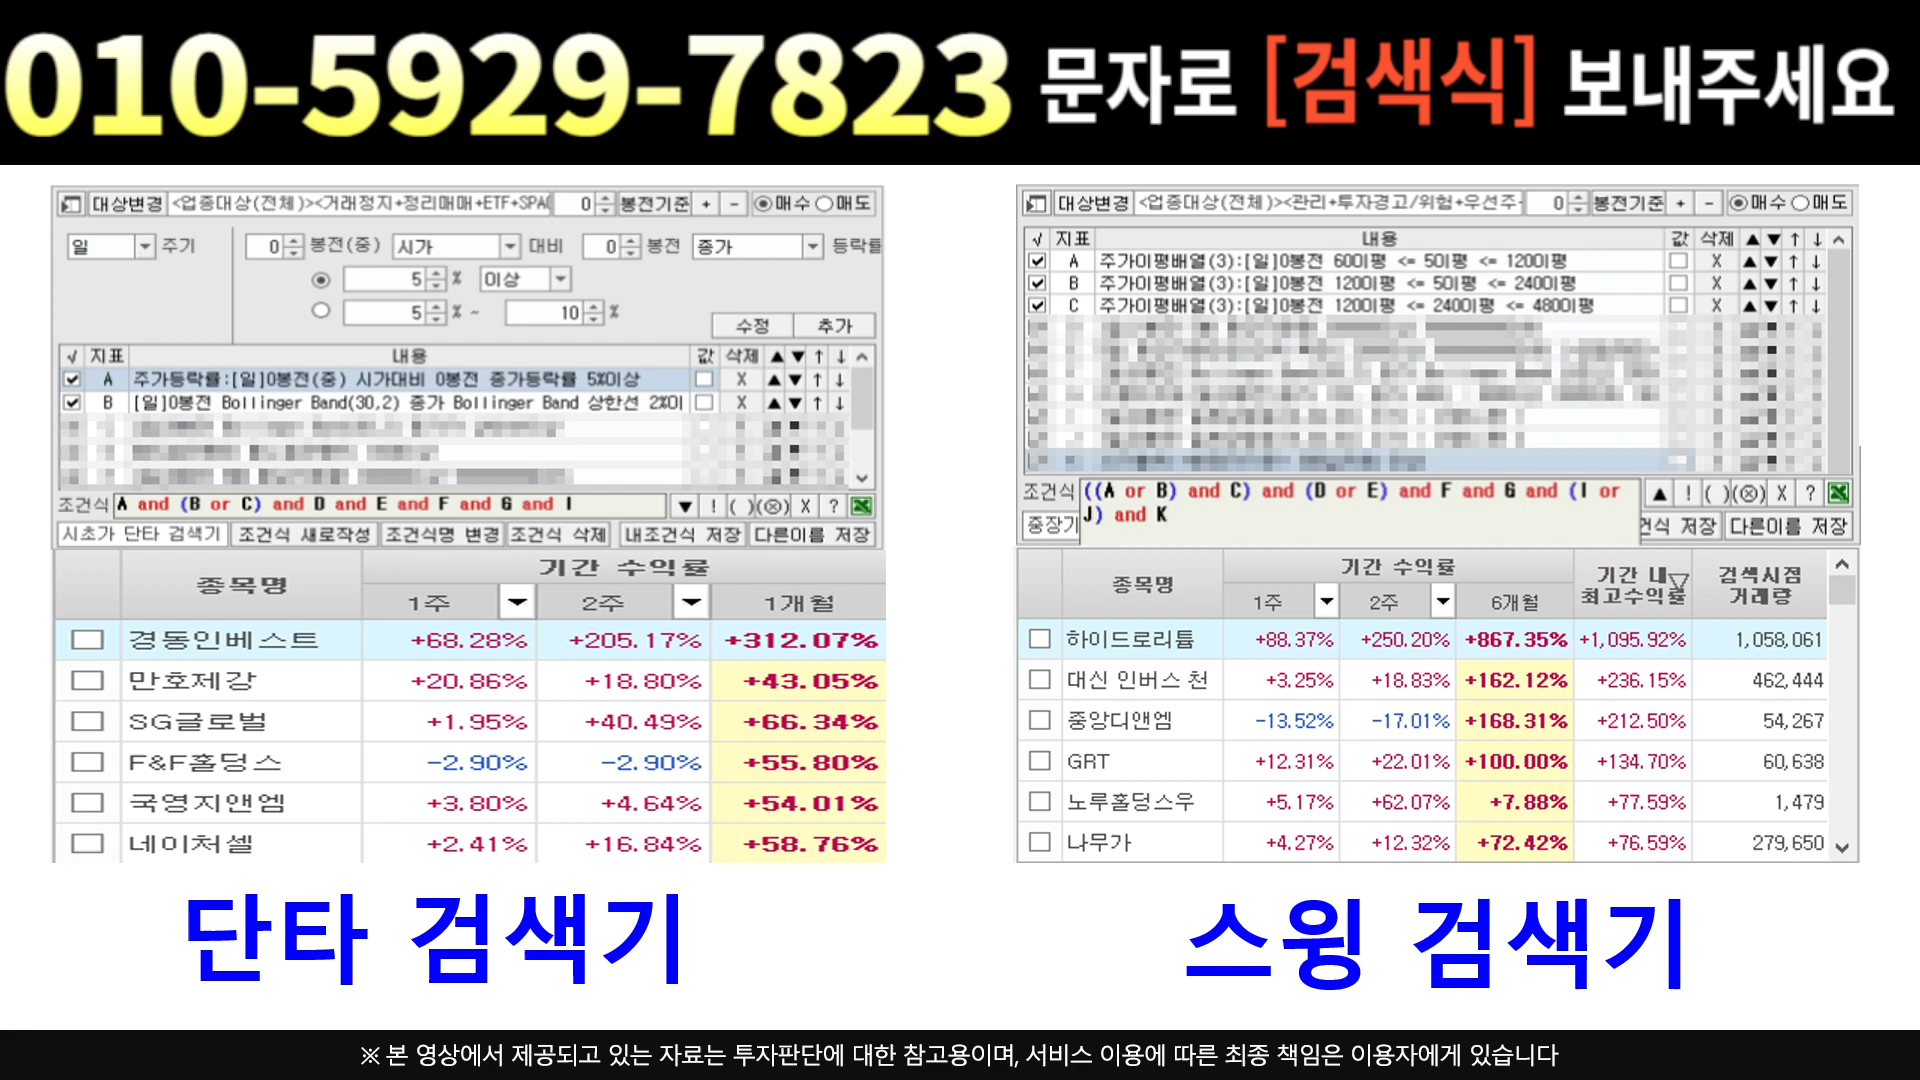 010-5929-7823 문자로 [검색식] 보내주세요
대상변경 <업종대상(전체)><거래정지+정리매매+ETF+SPA 0 봉전기준 + - 매수 매도
일 주기 0 봉전(중) 시가 대비 0 봉전 종가 등락률
5 % 이상
5 % ~ 10 %
수정 추가
√ 지표 내용 값 삭제 ▲ ▼ ↑ ↓
A 주가등락률:[일]0봉전(중) 시가대비 0봉전 종가등락률 5%이상 X ▲ ▼ ↑ ↓
B [일]0봉전 Bollinger Band(30,2) 종가 Bollinger Band 상한선 2%이 X ▲ ▼ ↑ ↓
조건식 A and (B or C) and D and E and F and G and I ▼ ! ( )(⊗) X ?
시초가 단타 검색기 조건식 새로작성 조건식명 변경 조건식 삭제 내조건식 저장 다른이름 저장
종목명 기간 수익률
1주 2주 1개월
경동인베스트 +68.28% +205.17% +312.07%
만호제강 +20.86% +18.80% +43.05%
SG글로벌 +1.95% +40.49% +66.34%
F&F홀딩스 -2.90% -2.90% +55.80%
국영지앤엠 +3.80% +4.64% +54.01%
네이처셀 +2.41% +16.84% +58.76%
단타 검색기
대상변경 <업종대상(전체)><관리+투자경고/위험+우선주+ 0 봉전기준 + - 매수 매도
√ 지표 내용 값 삭제 ▲ ▼ ↑ ↓
A 주가이평배열(3):[일]0봉전 60이평 <= 5이평 <= 120이평 X ▲ ▼ ↑ ↓
B 주가이평배열(3):[일]0봉전 120이평 <= 5이평 <= 240이평 X ▲ ▼ ↑ ↓
C 주가이평배열(3):[일]0봉전 120이평 <= 240이평 <= 480이평 X ▲ ▼ ↑ ↓
조건식 ((A or B) and C) and (D or E) and F and G and (I or ▲ ! ( )(⊗) X ?
J) and K
중장기 건식 저장 다른이름 저장
종목명 기간 수익률 기간 내 최고수익률 검색시점 거래량
1주 2주 6개월
하이드로리튬 +88.37% +250.20% +867.35% +1,095.92% 1,058,061
대신 인버스 천 +3.25% +18.83% +162.12% +236.15% 462,444
중앙디앤엠 -13.52% -17.01% +168.31% +212.50% 54,267
GRT +12.31% +22.01% +100.00% +134.70% 60,638
노루홀딩스우 +5.17% +62.07% +7.88% +77.59% 1,479
나무가 +4.27% +12.32% +72.42% +76.59% 279,650
스윙 검색기
※ 본 영상에서 제공되고 있는 자료는 투자판단에 대한 참고용이며, 서비스 이용에 따른 최종 책임은 이용자에게 있습니다